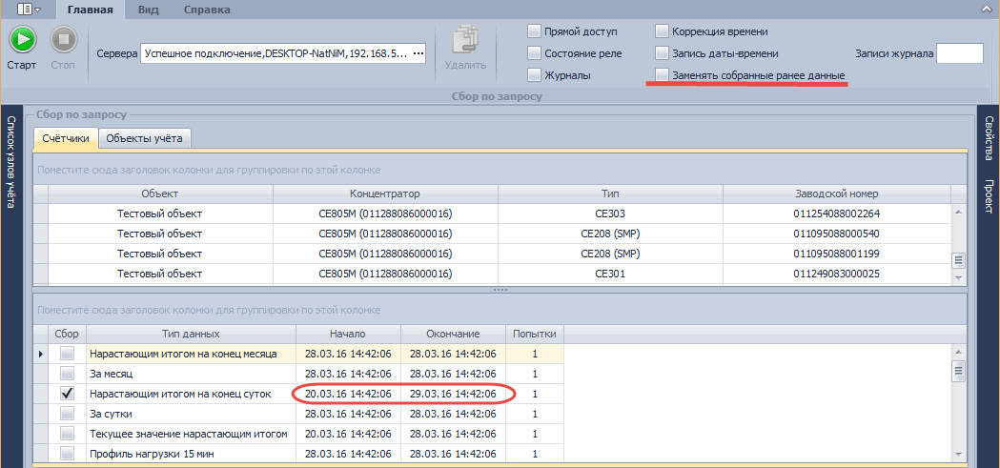 Главная Вид Справка
Старт Стоп Сервера Успешное подключение,DESKTOP-NatNiM,192.168.5... ... Удалить
Прямой доступ Коррекция времени
Состояние реле Запись даты-времени Записи журнала
Журналы Заменять собранные ранее данные
Сбор по запросу
Список узлов учёта
Свойства
Проект
Сбор по запросу
Счётчики Объекты учёта
Поместите сюда заголовок колонки для группировки по этой колонке
Объект Концентратор Тип Заводской номер
Тестовый объект CE805M (011288086000016) CE303 011254088002264
Тестовый объект CE805M (011288086000016) CE208 (SMP) 011095088000540
Тестовый объект CE805M (011288086000016) CE208 (SMP) 011095088001199
Тестовый объект CE805M (011288086000016) CE301 011249083000025
Поместите сюда заголовок колонки для группировки по этой колонке
Сбор Тип данных Начало Окончание Попытки
Нарастающим итогом на конец месяца 28.03.16 14:42:06 28.03.16 14:42:06 1
За месяц 28.03.16 14:42:06 28.03.16 14:42:06 1
Нарастающим итогом на конец суток 20.03.16 14:42:06 29.03.16 14:42:06 1
За сутки 28.03.16 14:42:06 28.03.16 14:42:06 1
Текущее значение нарастающим итогом 20.03.16 14:42:06 28.03.16 14:42:06 1
Профиль нагрузки 15 мин 28.03.16 14:42:06 28.03.16 14:42:06 1